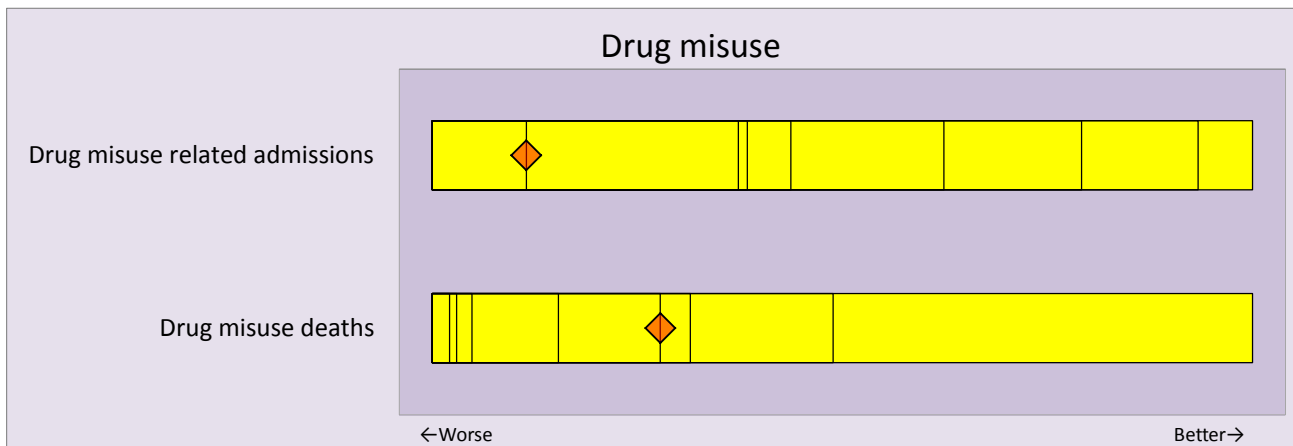 Drug misuse
Drug misuse related admissions
Drug misuse deaths
←Worse
Better→